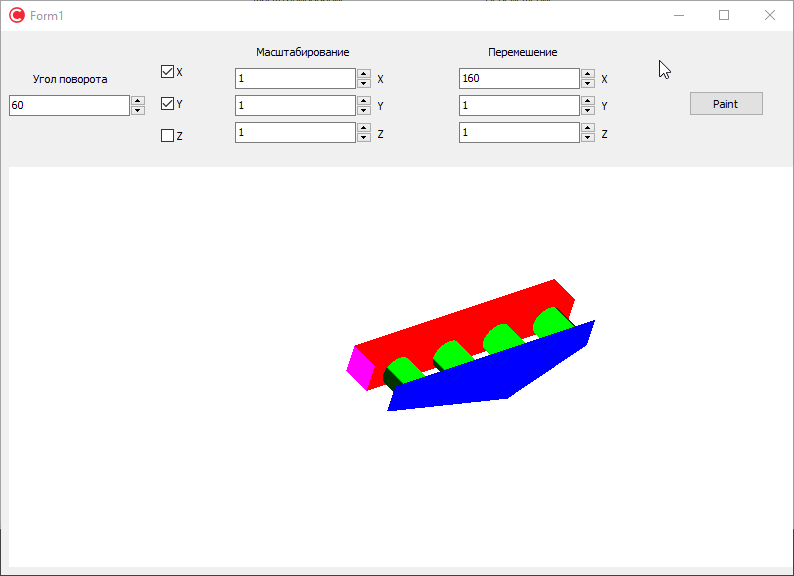 Form1
Масштабирование
Перемешение
Угол поворота
X
1
X
160
X
60
Y
1
Y
1
Y
Paint
Z
1
Z
1
Z